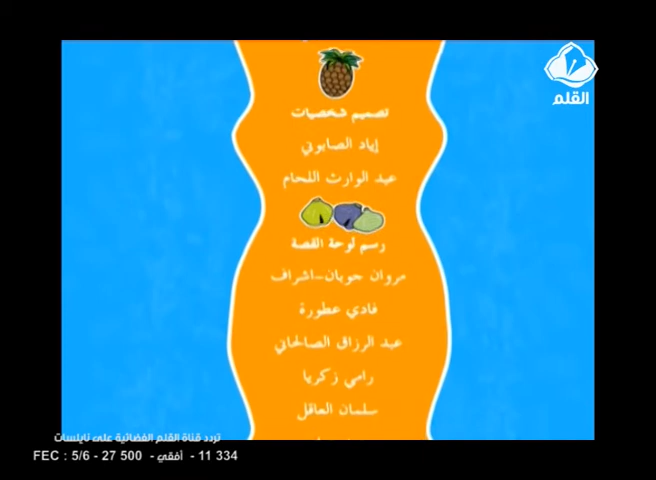 القلم
تصميم شخصيات
إياد الصابوني
عبد الوارث اللحام
رسم لوحة القصة
مروان جوبان-اشراف
فادي عطورة
عبد الرزاق الصالحاني
رامي زكريا
سلمان العاقل
تردد قناة القلم الفضائية على نايلسات
11 334 - أفقي - 27 500 - FEC : 5/6